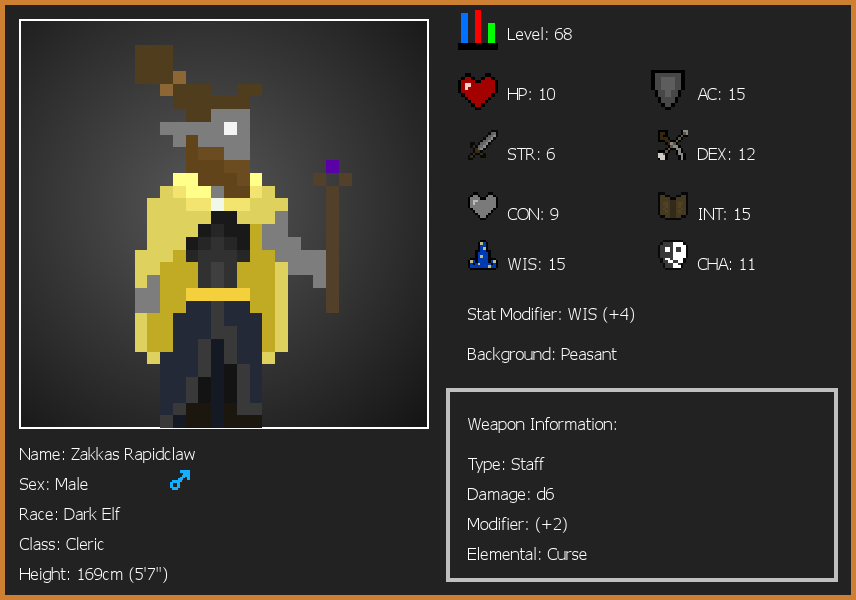 Level: 68
HP: 10
AC: 15
STR: 6
DEX: 12
CON: 9
INT: 15
WIS: 15
CHA: 11
Stat Modifier: WIS (+4)
Background: Peasant
Weapon Information:
Type: Staff
Damage: d6
Modifier: (+2)
Elemental: Curse
Name: Zakkas Rapidclaw
Sex: Male
Race: Dark Elf
Class: Cleric
Height: 169cm (5'7")